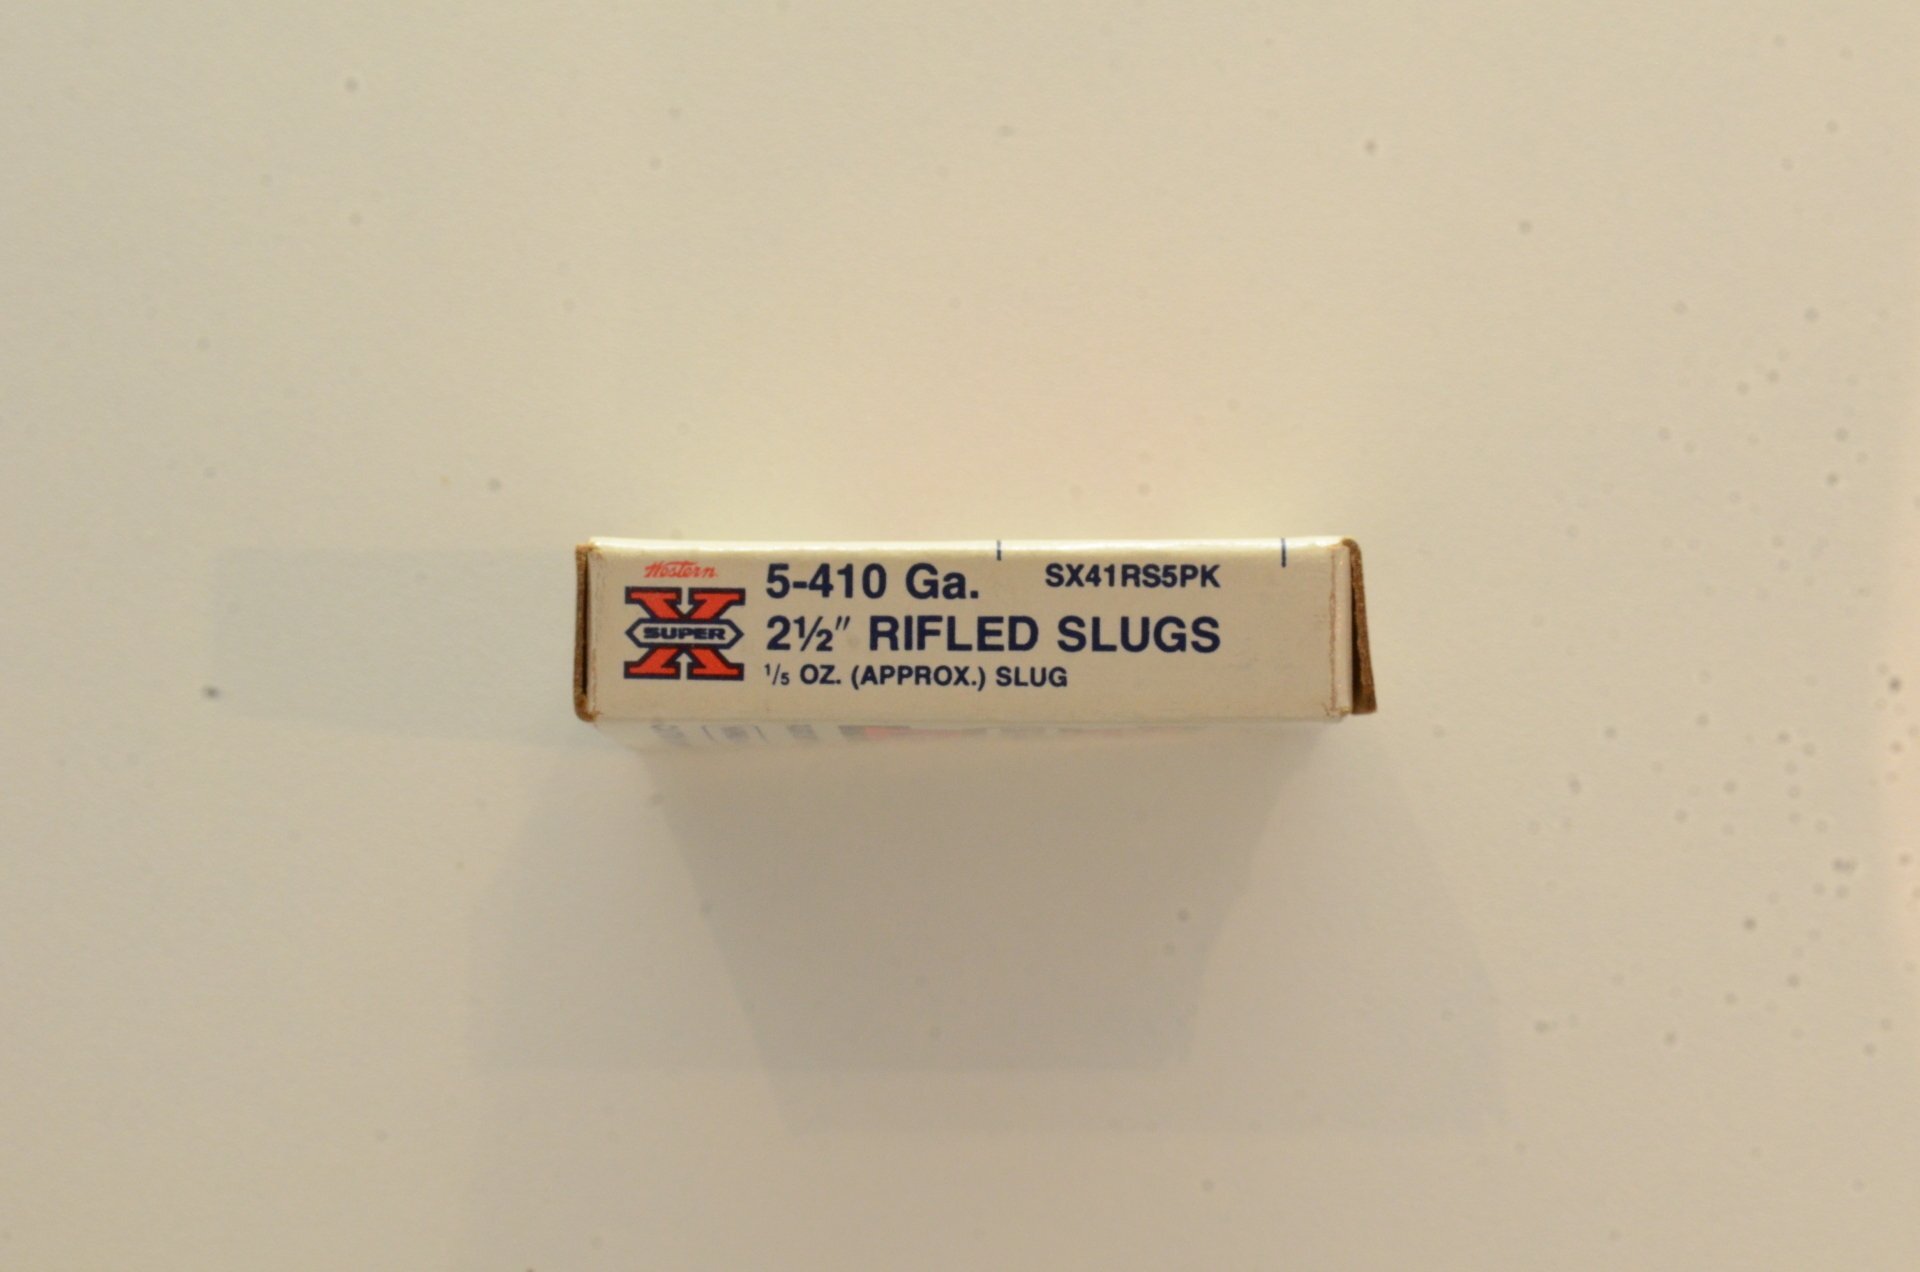 Western
SUPER X
5-410 Ga. SX41RS5PK
2½" RIFLED SLUGS
1/5 OZ. (APPROX.) SLUG